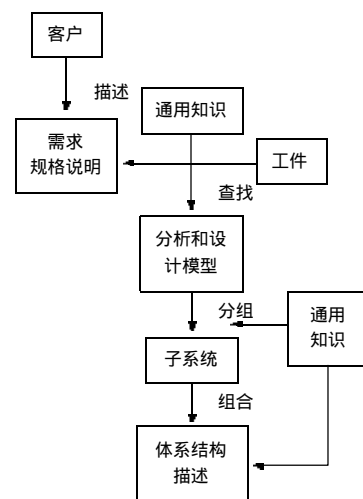 客户
描述
通用知识
需求
规格说明
工件
查找
分析和设
计模型
分组
通用
知识
子系统
组合
体系结构
描述